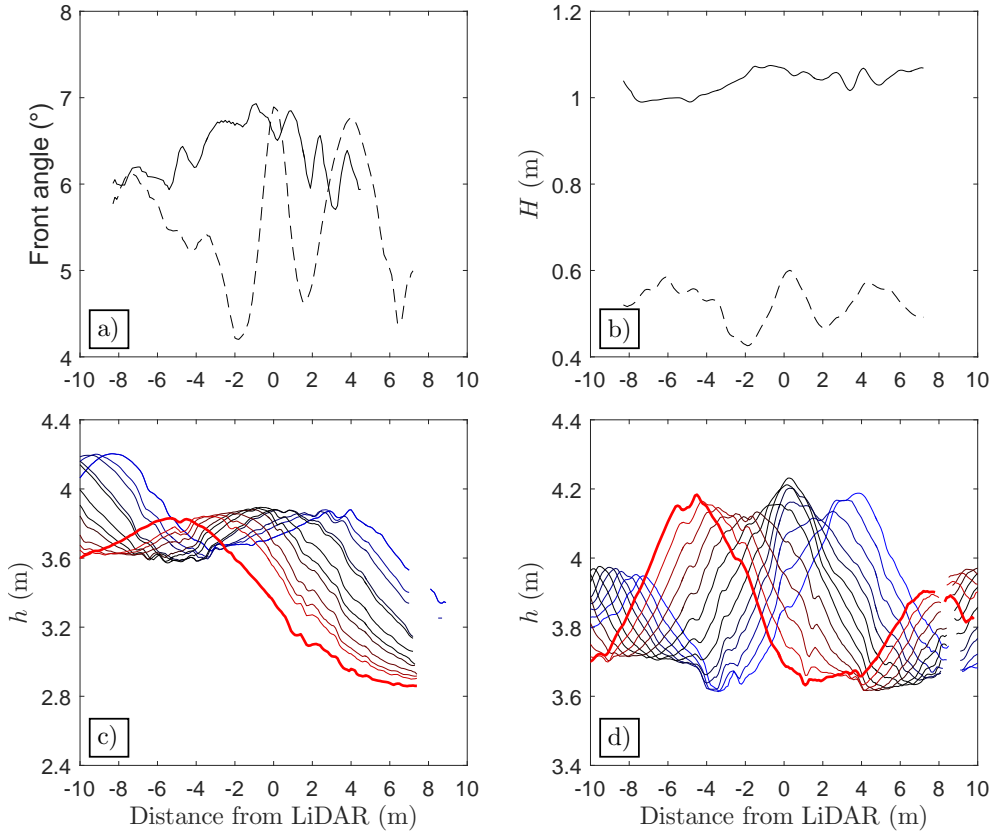 8
7
6
5
4
Front angle (°)
a)
-10 -8 -6 -4 -2 0 2 4 6 8 10
1.2
1
0.8
0.6
0.4
H (m)
b)
-10 -8 -6 -4 -2 0 2 4 6 8 10
4.4
4
3.6
3.2
2.8
2.4
h (m)
c)
-10 -8 -6 -4 -2 0 2 4 6 8 10
Distance from LiDAR (m)
4.4
4.2
4
3.8
3.6
3.4
h (m)
d)
-10 -8 -6 -4 -2 0 2 4 6 8 10
Distance from LiDAR (m)